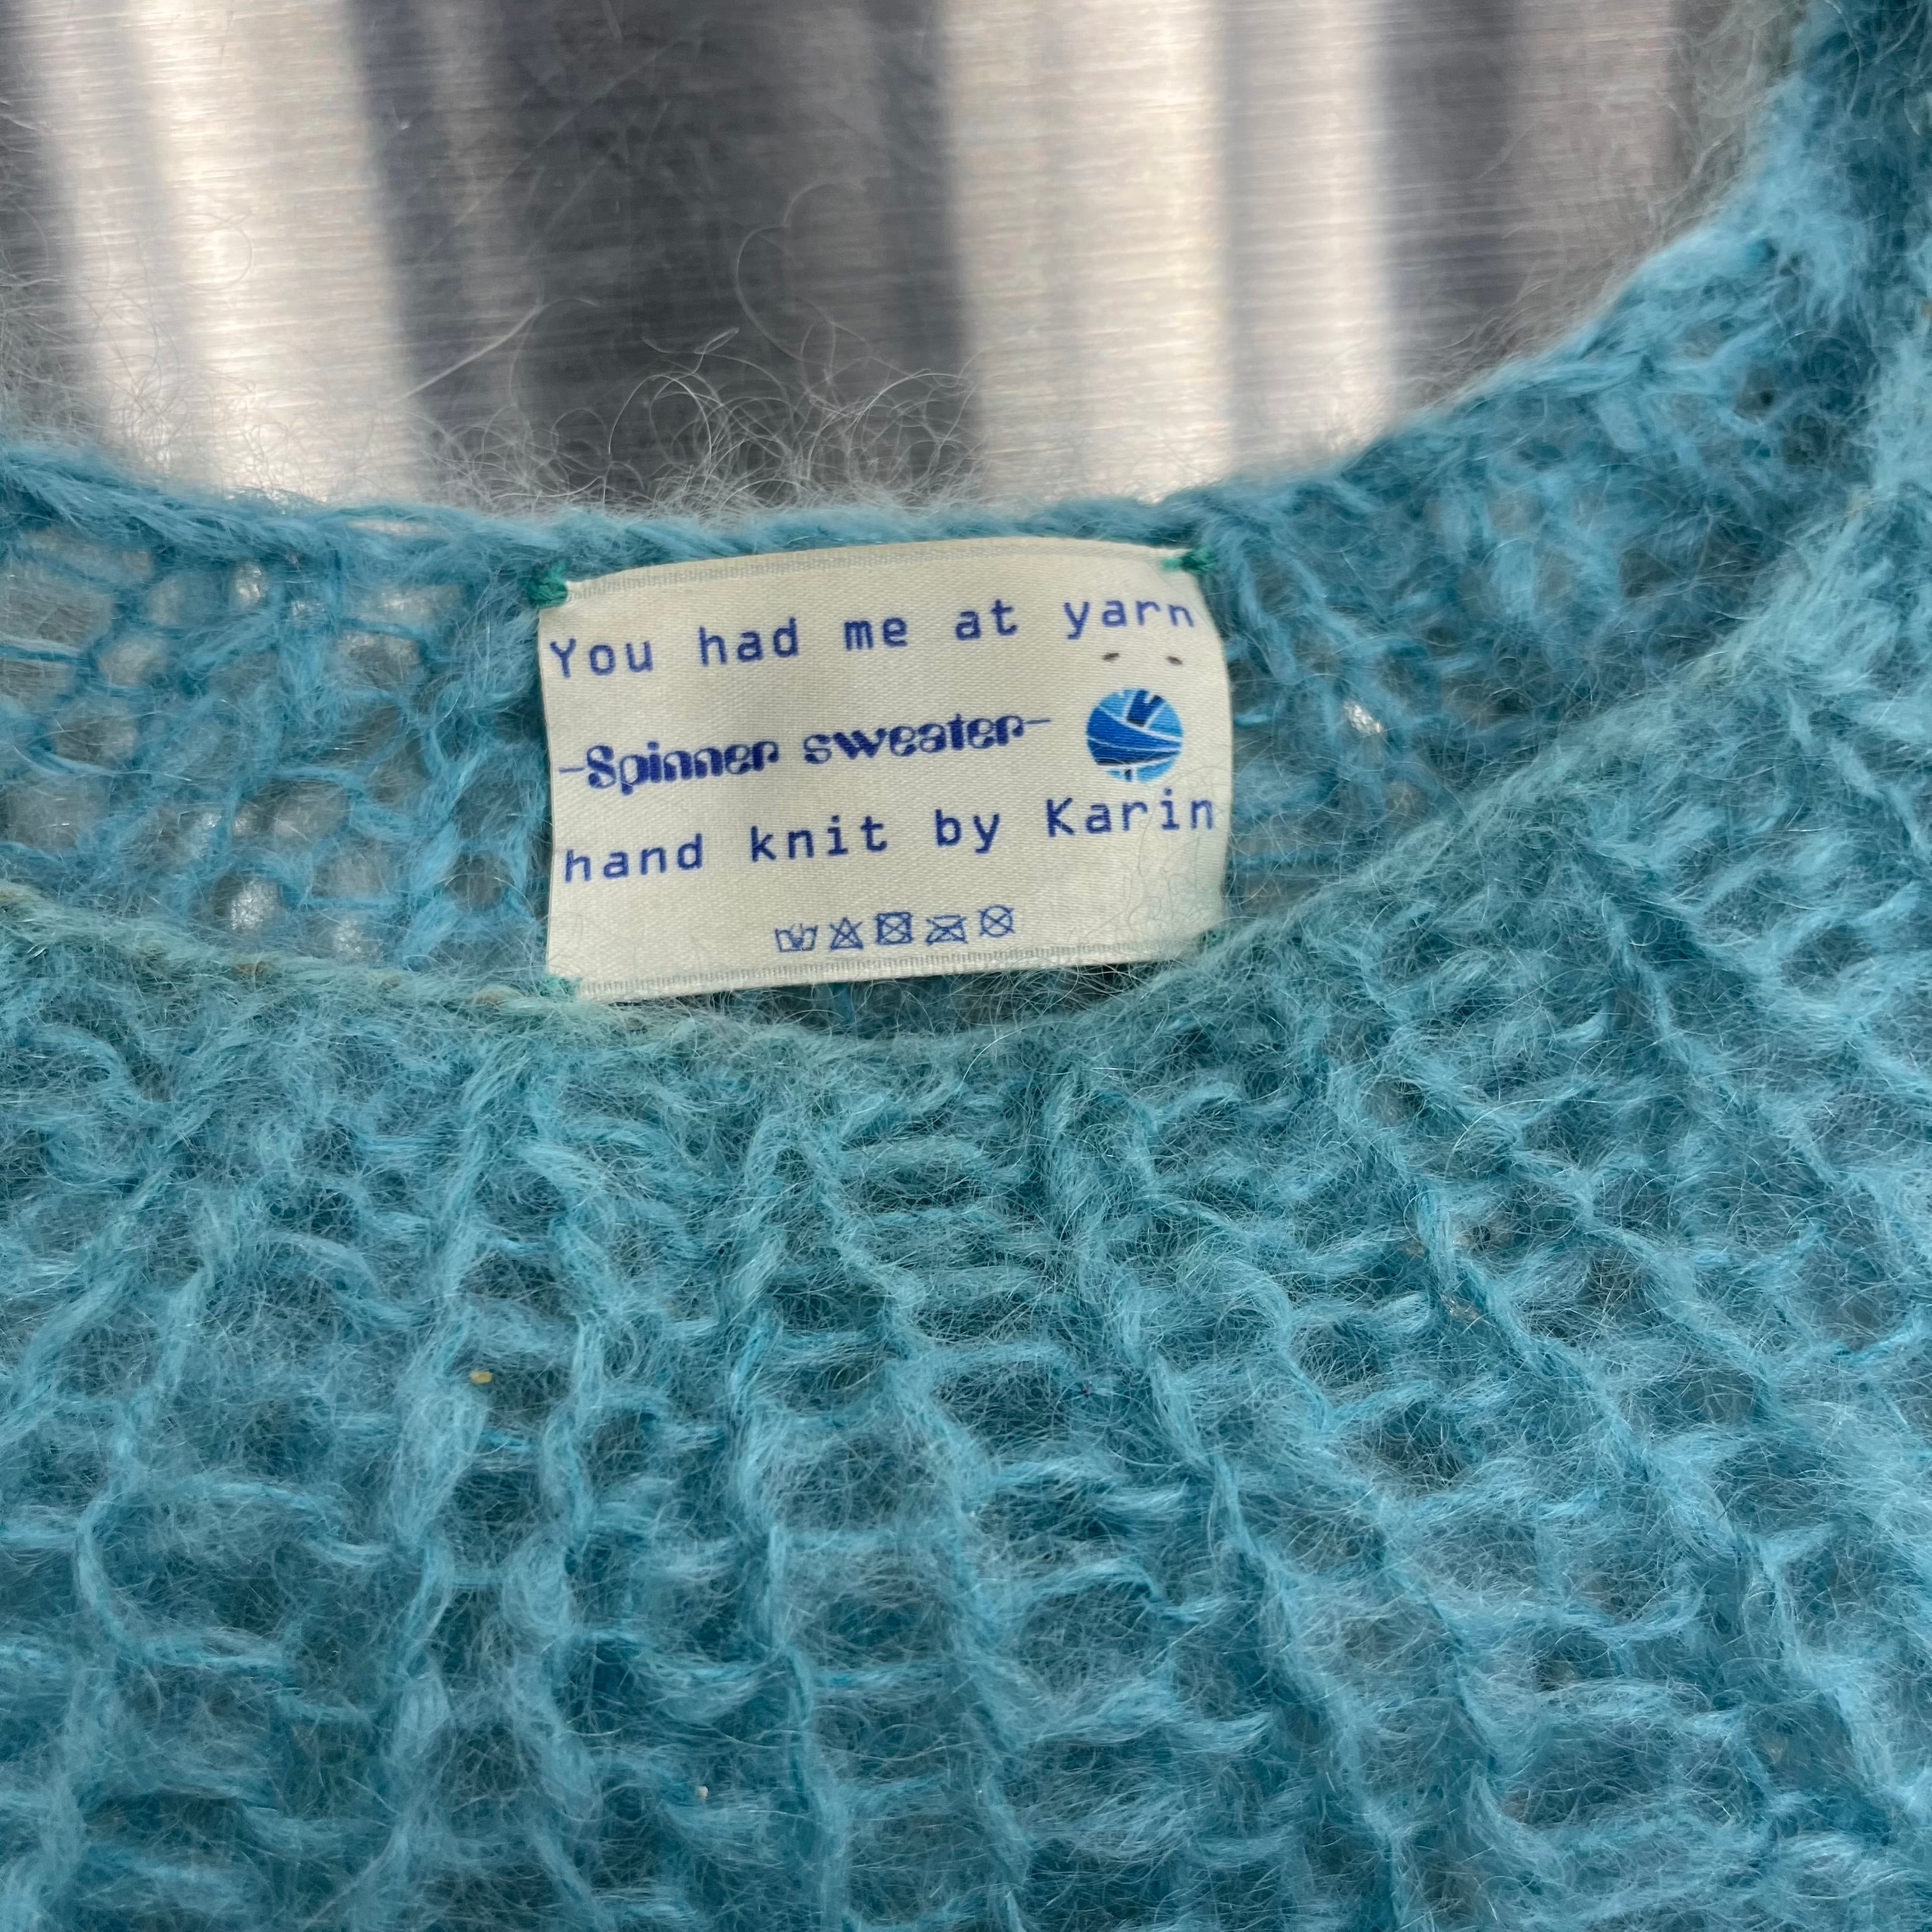 You had me at yarn
-Spinner sweater-
hand knit by Karin